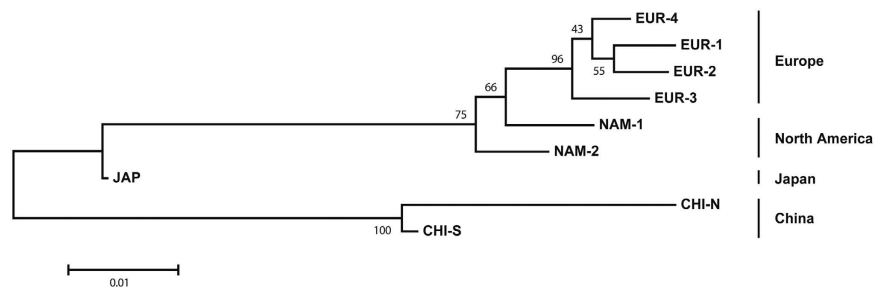 43 EUR-4
EUR-1
Europe
96
55 EUR-2
66
EUR-3
75
NAM-1
North America
NAM-2
JAP Japan
CHI-N
China
100 CHI-S
0.01